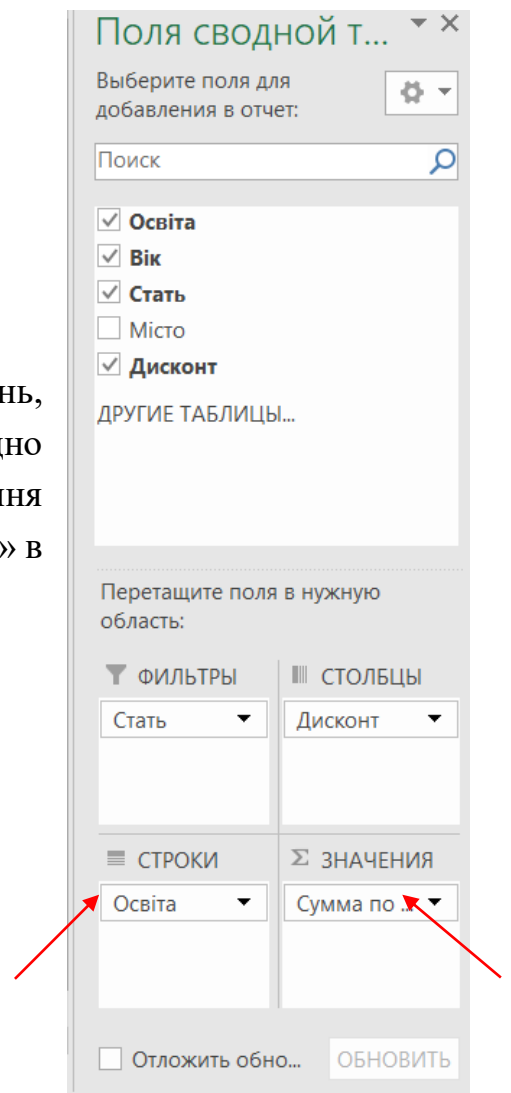 Поля сводной т...
Выберите поля для
добавления в отчет:
Поиск
Освіта
Вік
Стать
Місто
Дисконт
ДРУГИЕ ТАБЛИЦЫ...
нь,
» в
Перетащите поля в нужную
область:
ФИЛЬТРЫ
СТОЛБЦЫ
Стать
Дисконт
СТРОКИ
Σ ЗНАЧЕНИЯ
Освіта
Сумма по ...
Отложить обно...
ОБНОВИТЬ